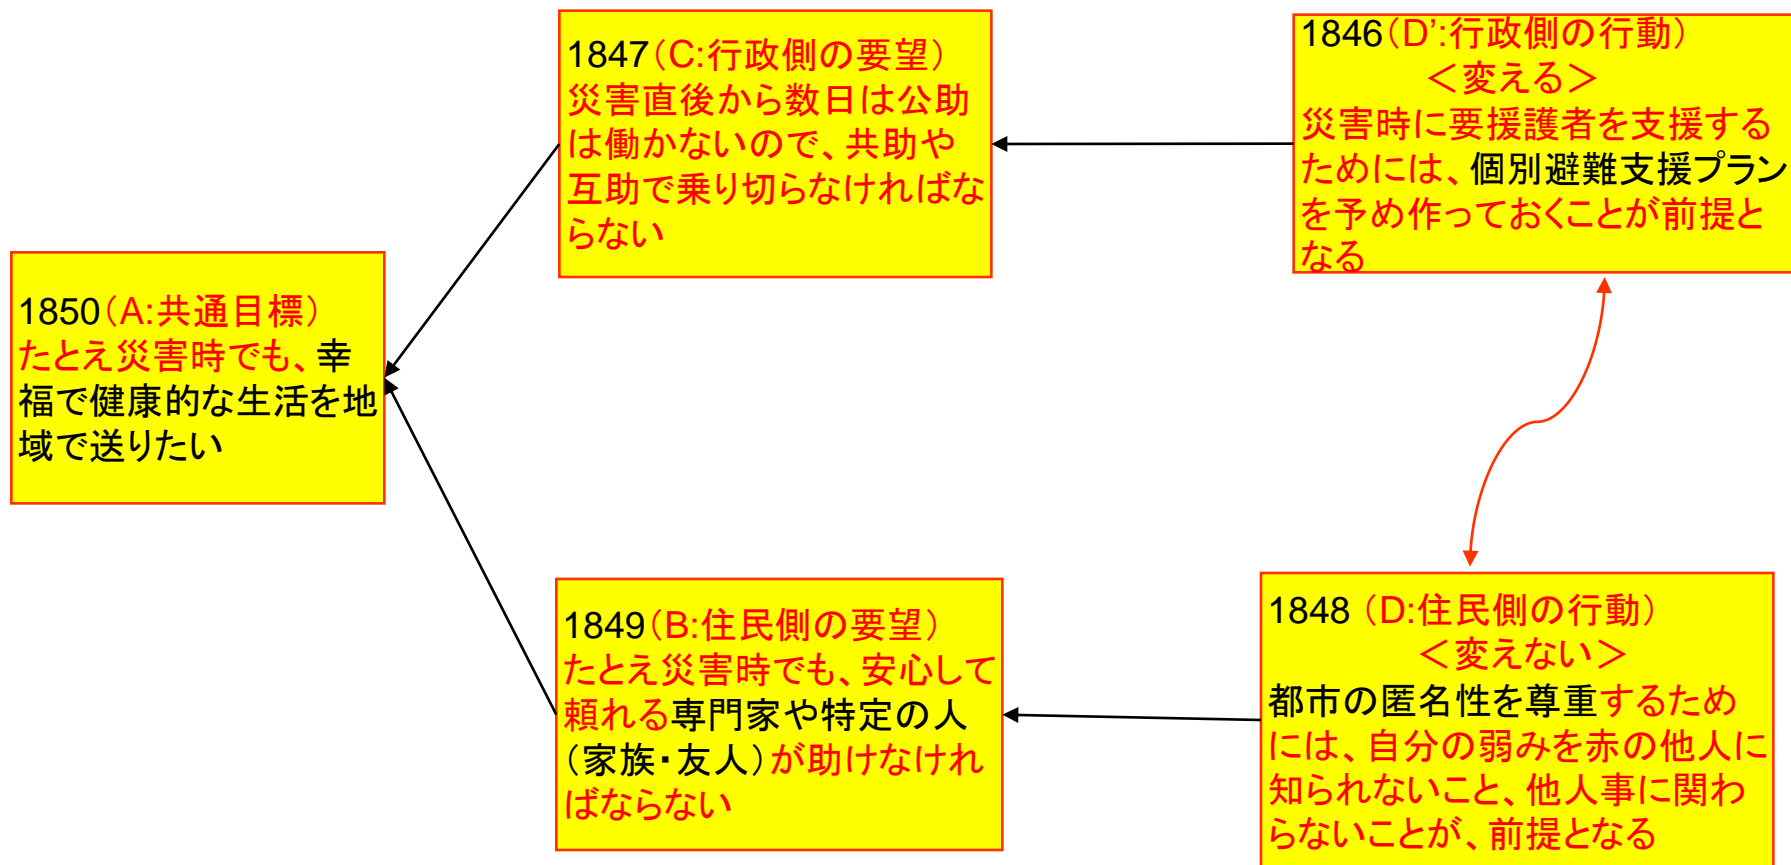 1847（C:行政側の要望）
災害直後から数日は公助
は働かないので、共助や
互助で乗り切らなければな
らない
1846（D’:行政側の行動）
＜変える＞
災害時に要援護者を支援する
ためには、個別避難支援プラン
を予め作っておくことが前提と
なる
1850（A:共通目標）
たとえ災害時でも、幸
福で健康的な生活を地
域で送りたい
1849（B:住民側の要望）
たとえ災害時でも、安心して
頼れる専門家や特定の人
（家族・友人）が助けなけれ
ばならない
1848 （D:住民側の行動）
＜変えない＞
都市の匿名性を尊重するため
には、自分の弱みを赤の他人に
知られないこと、他人事に関わ
らないことが、前提となる